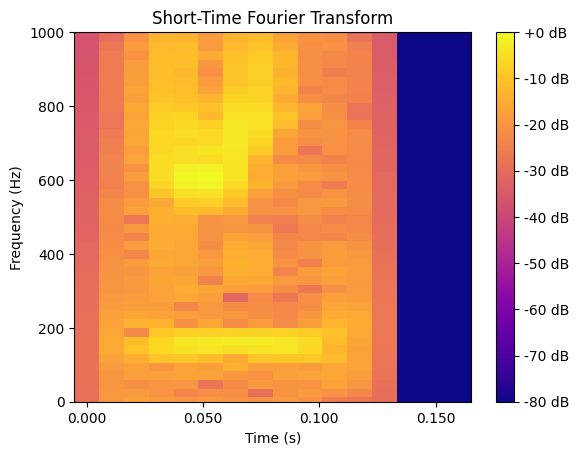 Short-Time Fourier Transform
1000
800
600
400
200
0
Frequency (Hz)
0.000
0.050
0.100
0.150
Time (s)
+0 dB
-10 dB
-20 dB
-30 dB
-40 dB
-50 dB
-60 dB
-70 dB
-80 dB